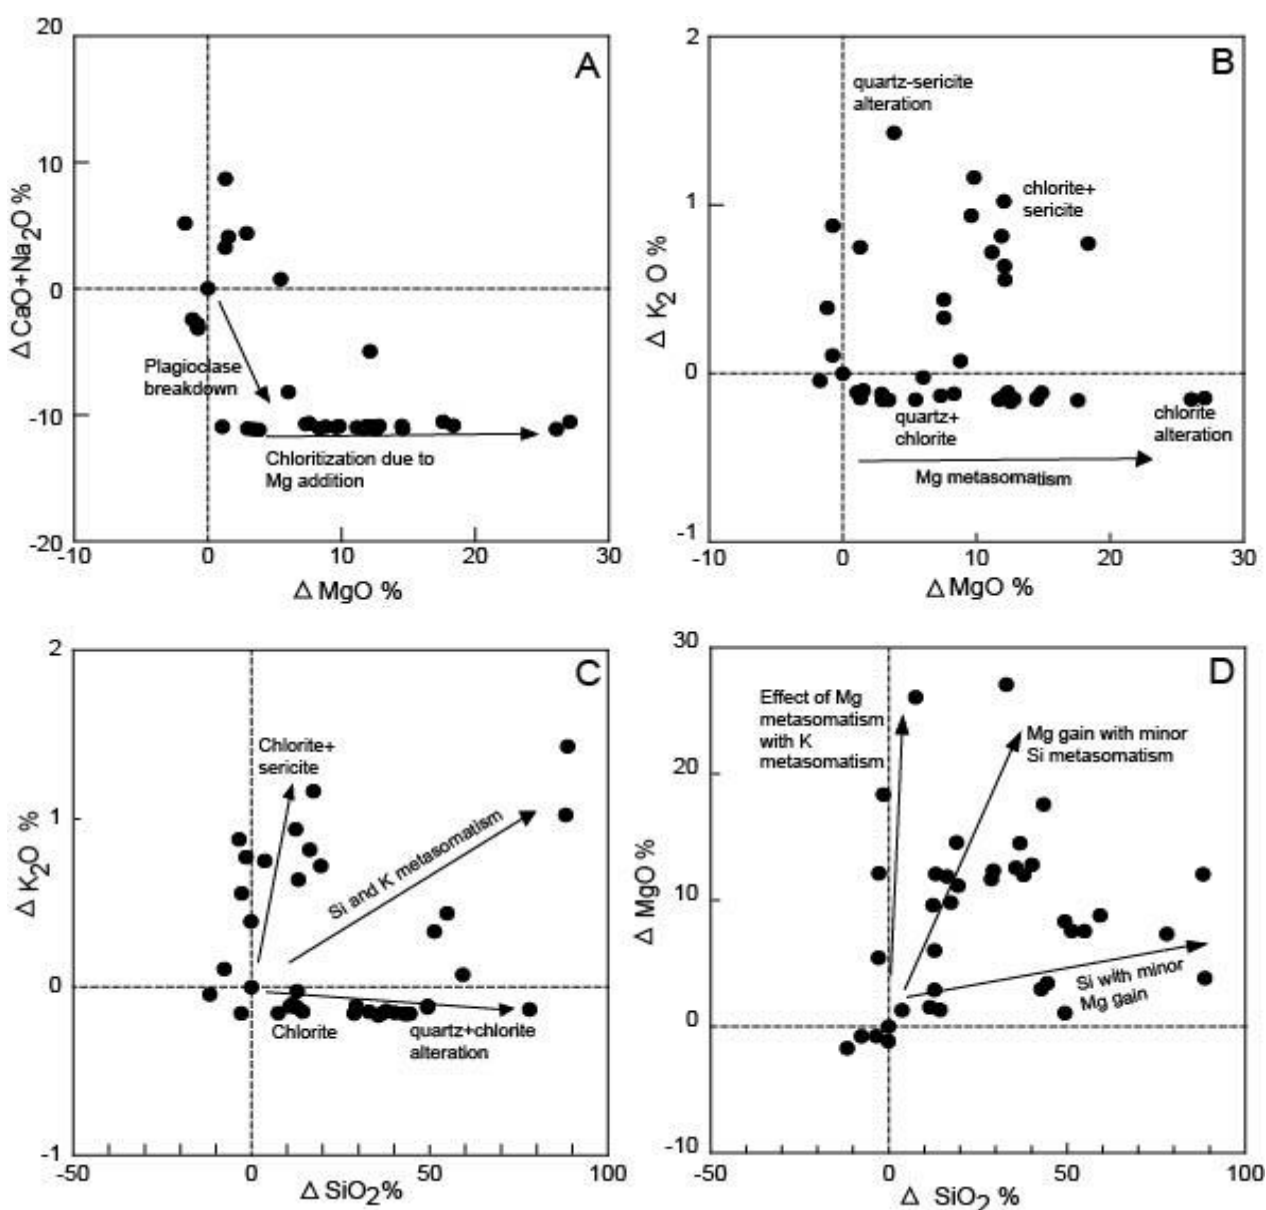 A
20
10
0
-10
-20
Δ CaO+Na2O %
Plagioclase
breakdown
Chloritization due to
Mg addition
-10
0
10
20
30
Δ MgO %
B
2
1
0
-1
Δ K2 O %
quartz-sericite
alteration
chlorite+
sericite
quartz+
chlorite
chlorite
alteration
Mg metasomatism
-10
0
10
20
30
Δ MgO %
C
2
1
0
-1
Δ K2O %
Chlorite+
sericite
Si and K metasomatism
Chlorite
quartz+chlorite
alteration
-50
0
50
100
Δ SiO2%
D
30
20
10
0
-10
Δ MgO %
Effect of Mg
metasomatism
with K
metasomatism
Mg gain with minor
Si metasomatism
Si with minor
Mg gain
-50
0
50
100
Δ SiO2 %